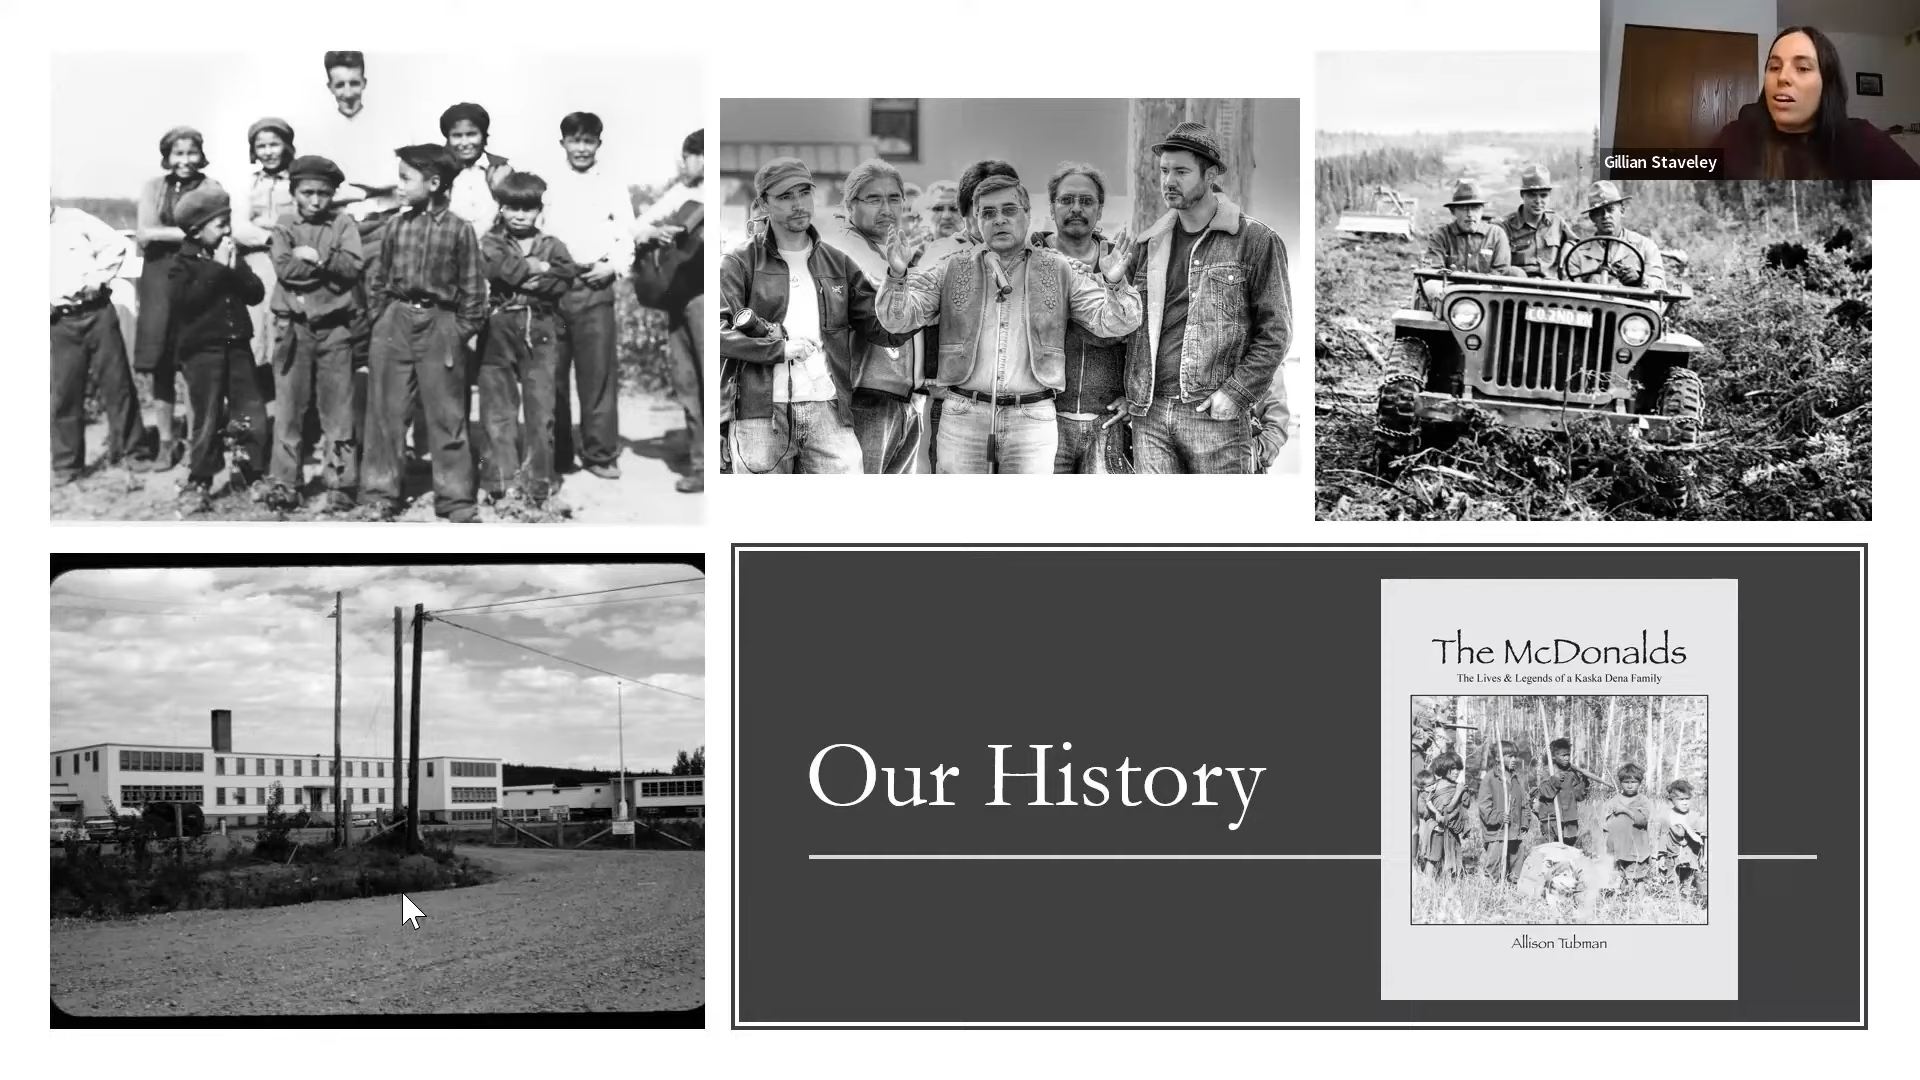 Gillian Staveley
Our History
The McDonalds
The Lives & Legends of a Kaska Dena Family
Allison Tubman